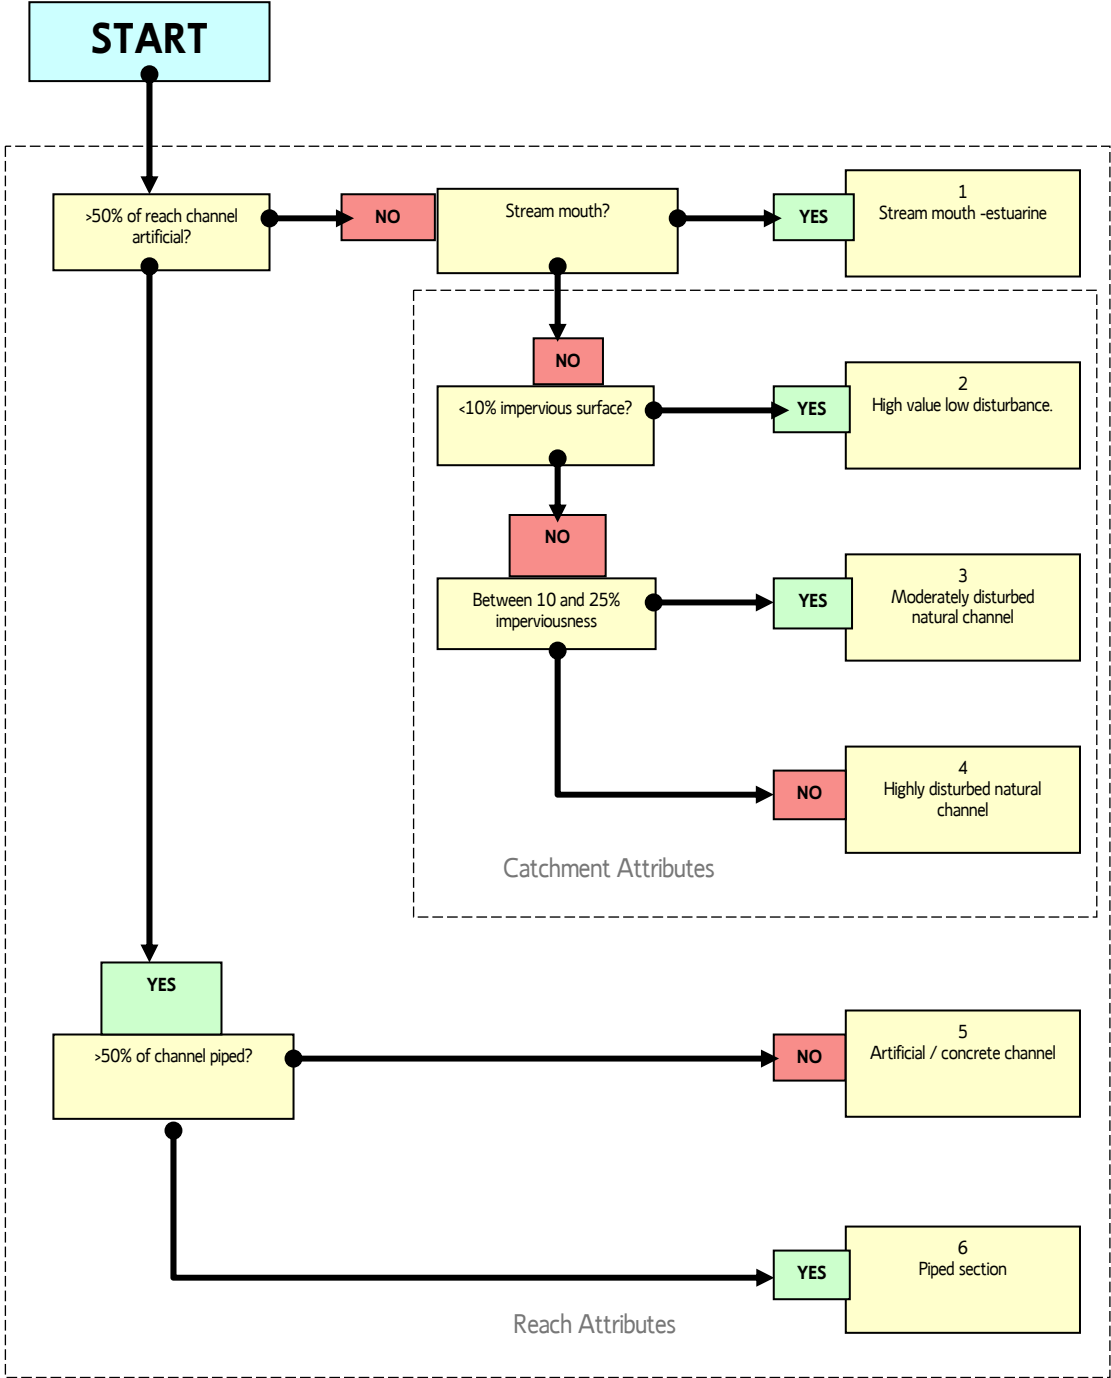 START
>50% of reach channel
artificial?
NO
Stream mouth?
YES
1
Stream mouth -estuarine
NO
<10% impervious surface?
YES
2
High value low disturbance.
NO
Between 10 and 25%
imperviousness
YES
3
Moderately disturbed
natural channel
NO
4
Highly disturbed natural
channel
Catchment Attributes
YES
>50% of channel piped?
NO
5
Artificial / concrete channel
YES
6
Piped section
Reach Attributes